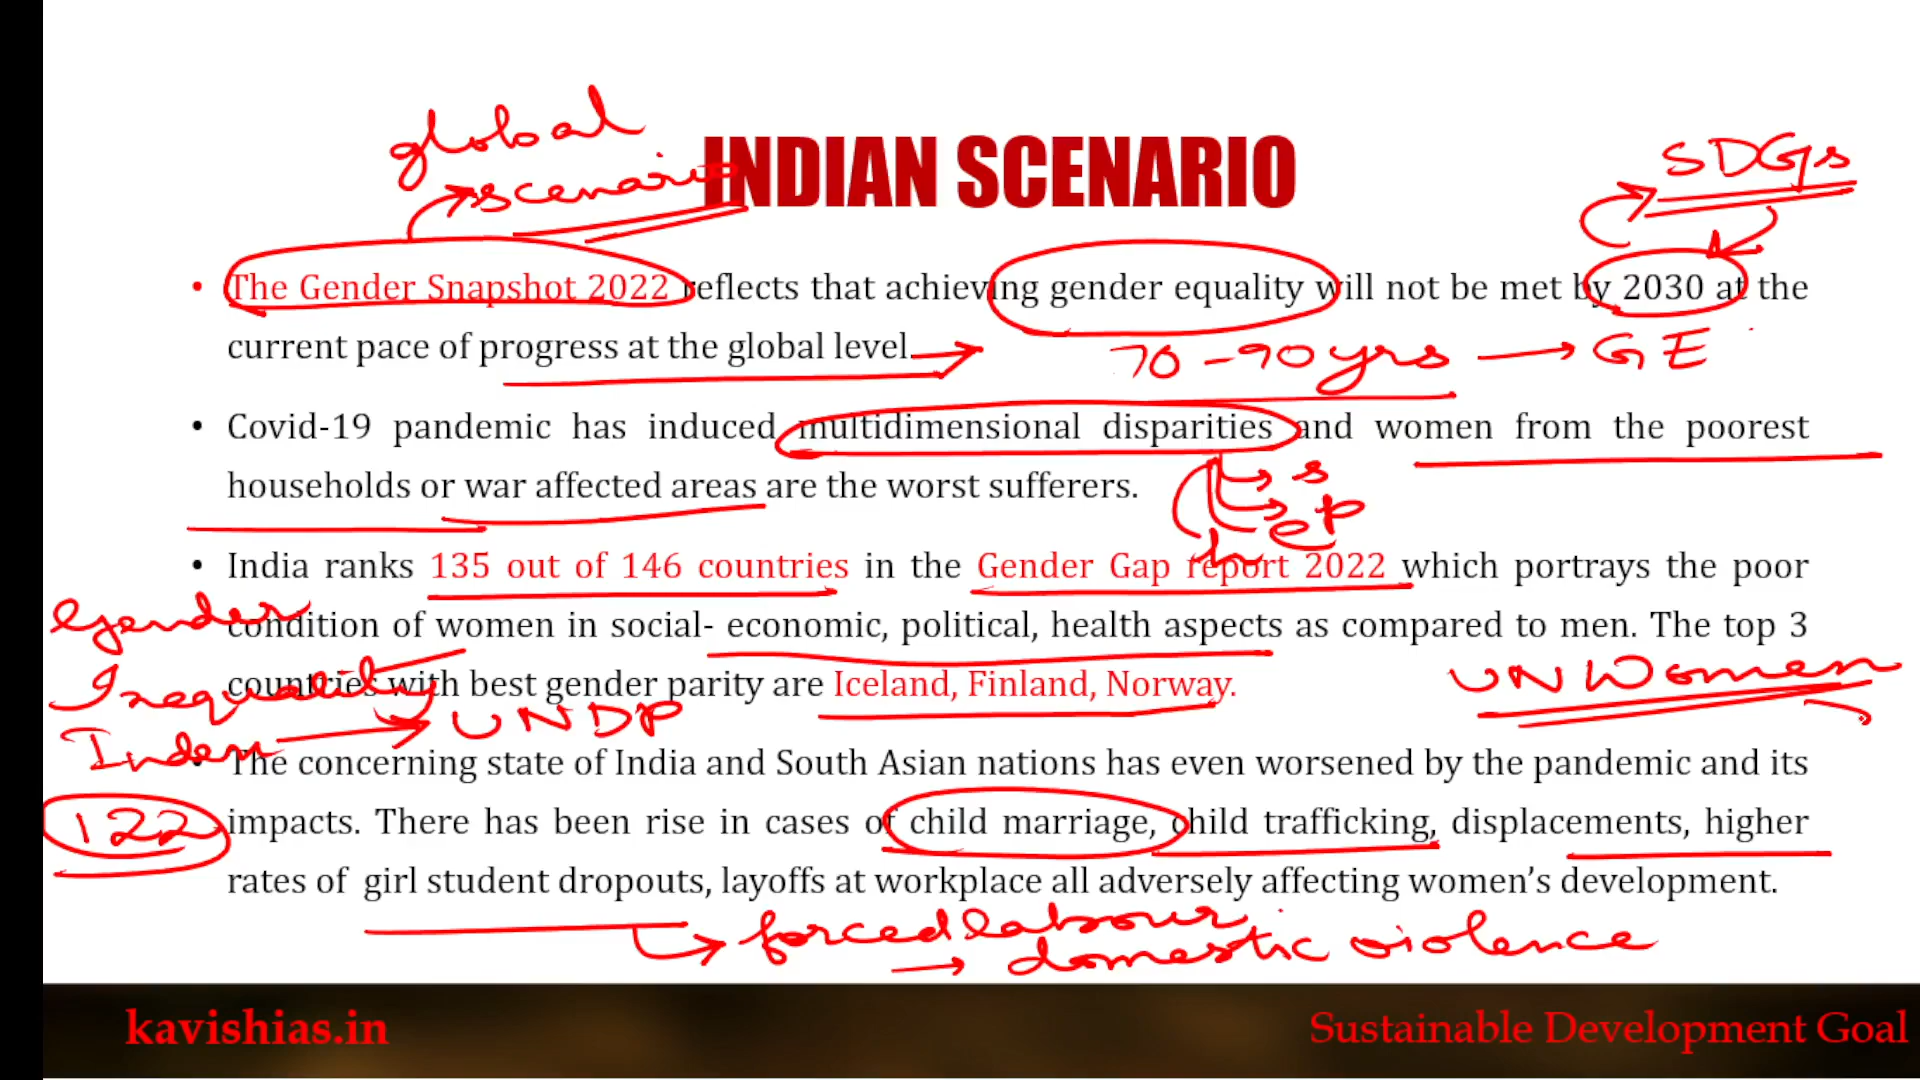 global
scenario
INDIAN SCENARIO
SDGs
• The Gender Snapshot 2022 reflects that achieving gender equality will not be met by 2030 at the
current pace of progress at the global level.
70-90yrs → GE
• Covid-19 pandemic has induced multidimensional disparities and women from the poorest
households or war affected areas are the worst sufferers.
→ s
→ p
e
h
• India ranks 135 out of 146 countries in the Gender Gap report 2022 which portrays the poor
condition of women in social- economic, political, health aspects as compared to men. The top 3
countries with best gender parity are Iceland, Finland, Norway.
Gender
Inequality
Index → UNDP
122
UN Women
• The concerning state of India and South Asian nations has even worsened by the pandemic and its
impacts. There has been rise in cases of child marriage, child trafficking, displacements, higher
rates of girl student dropouts, layoffs at workplace all adversely affecting women’s development.
→ forced labour
→ domestic violence
kavishias.in
Sustainable Development Goal